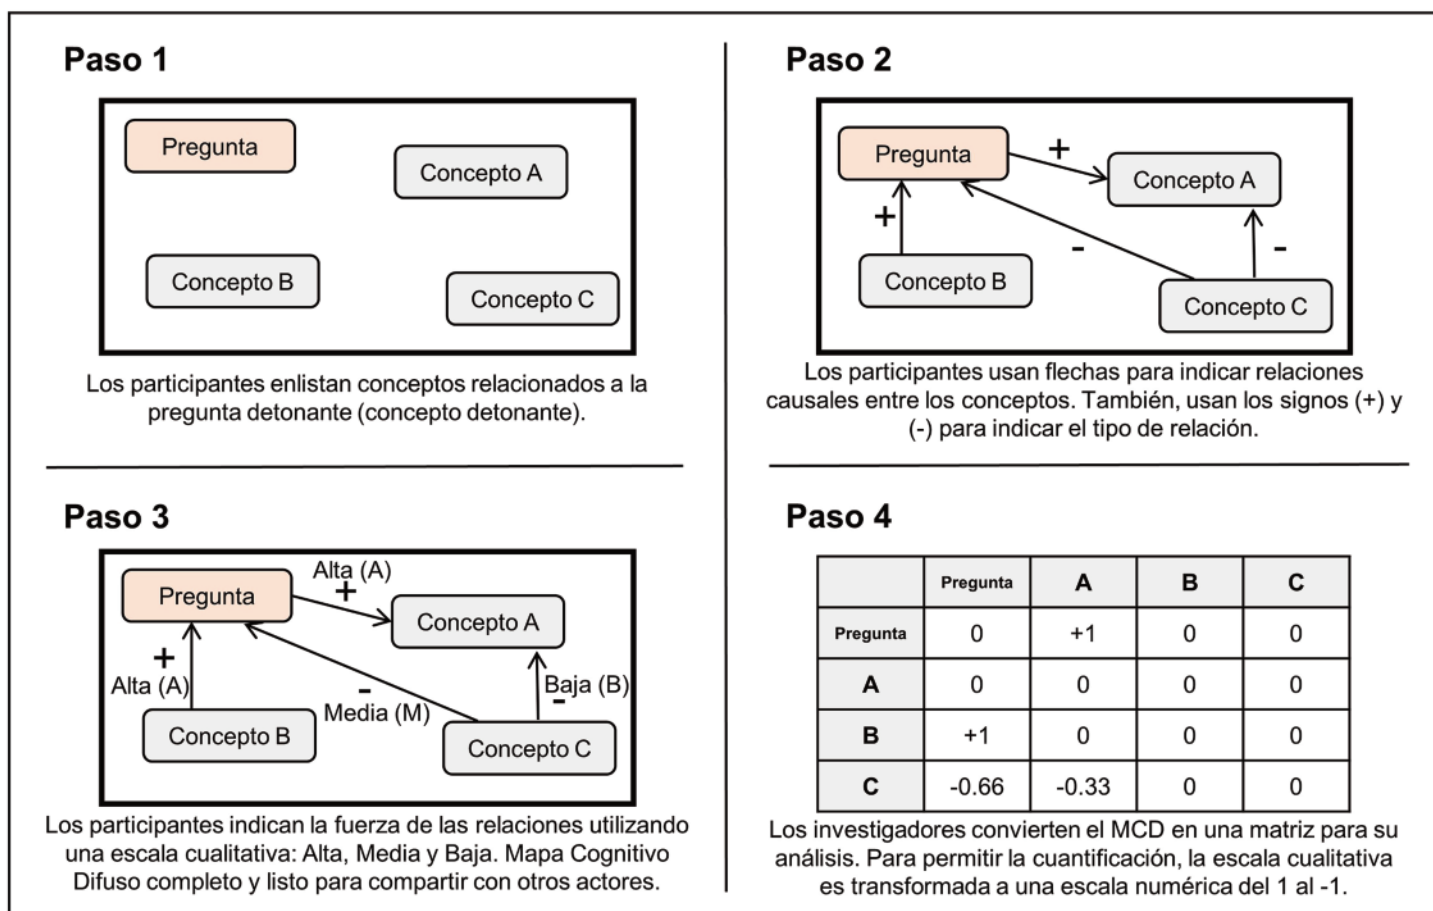 Paso 1
Pregunta
Concepto A
Concepto B
Concepto C
Los participantes enlistan conceptos relacionados a la
pregunta detonante (concepto detonante).
Paso 2
Pregunta
+
Concepto A
+
-
-
Concepto B
Concepto C
Los participantes usan flechas para indicar relaciones
causales entre los conceptos. También, usan los signos (+) y
(-) para indicar el tipo de relación.
Paso 3
Alta (A)
Pregunta
+
Concepto A
+
Alta (A)
-
Media (M)
Baja (B)
-
Concepto B
Concepto C
Los participantes indican la fuerza de las relaciones utilizando
una escala cualitativa: Alta, Media y Baja. Mapa Cognitivo
Difuso completo y listo para compartir con otros actores.
Paso 4
Pregunta A B C
Pregunta 0 +1 0 0
A 0 0 0 0
B +1 0 0 0
C -0.66 -0.33 0 0
Los investigadores convierten el MCD en una matriz para su
análisis. Para permitir la cuantificación, la escala cualitativa
es transformada a una escala numérica del 1 al -1.